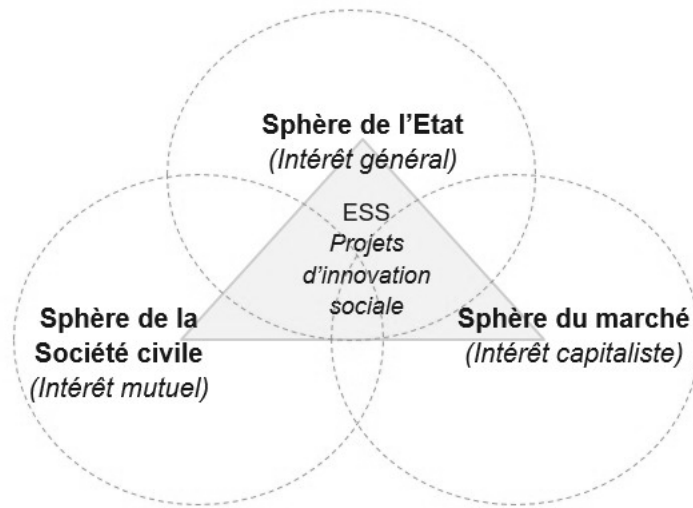 Sphère de l'Etat
(Intérêt général)
ESS
Projets
d'innovation
sociale
Sphère de la
Société civile
(Intérêt mutuel)
Sphère du marché
(Intérêt capitaliste)